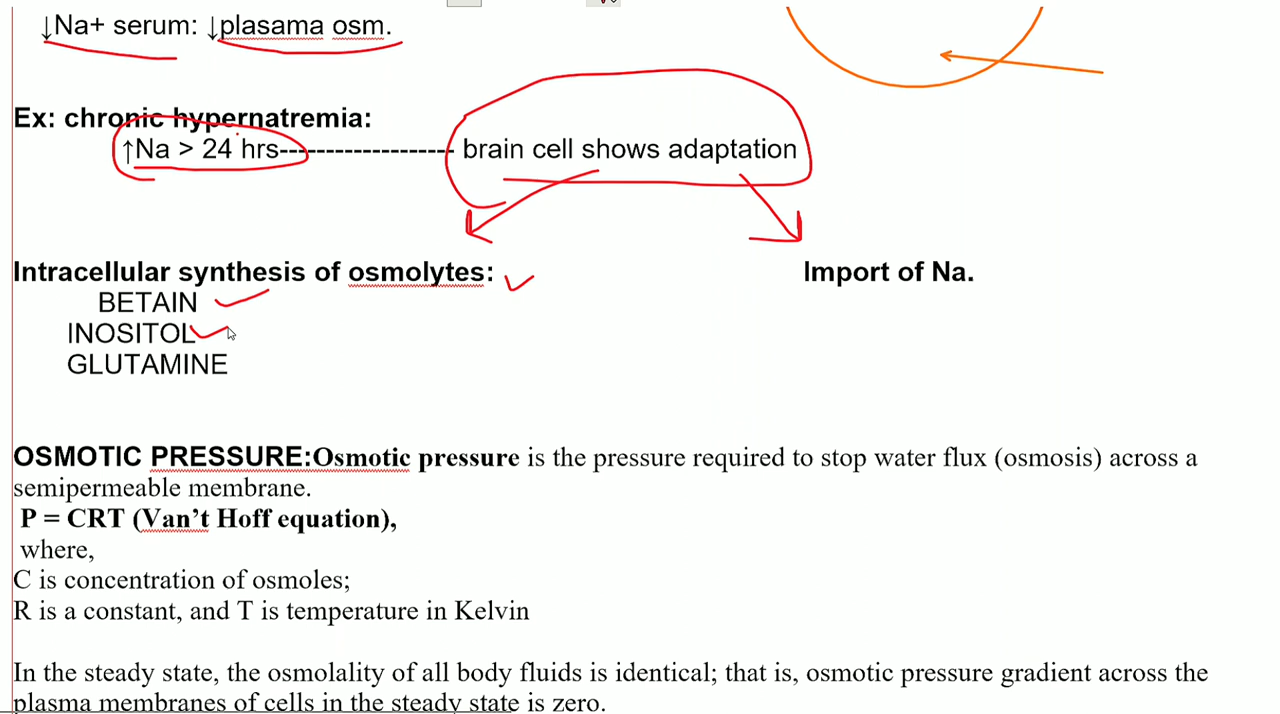 ↓Na+ serum: ↓plasama osm.
Ex: chronic hypernatremia:
↑Na > 24 hrs------------------- brain cell shows adaptation
Intracellular synthesis of osmolytes: Import of Na.
BETAIN
INOSITOL
GLUTAMINE
OSMOTIC PRESSURE:Osmotic pressure is the pressure required to stop water flux (osmosis) across a
semipermeable membrane.
P = CRT (Van’t Hoff equation),
where,
C is concentration of osmoles;
R is a constant, and T is temperature in Kelvin
In the steady state, the osmolality of all body fluids is identical; that is, osmotic pressure gradient across the
plasma membranes of cells in the steady state is zero.